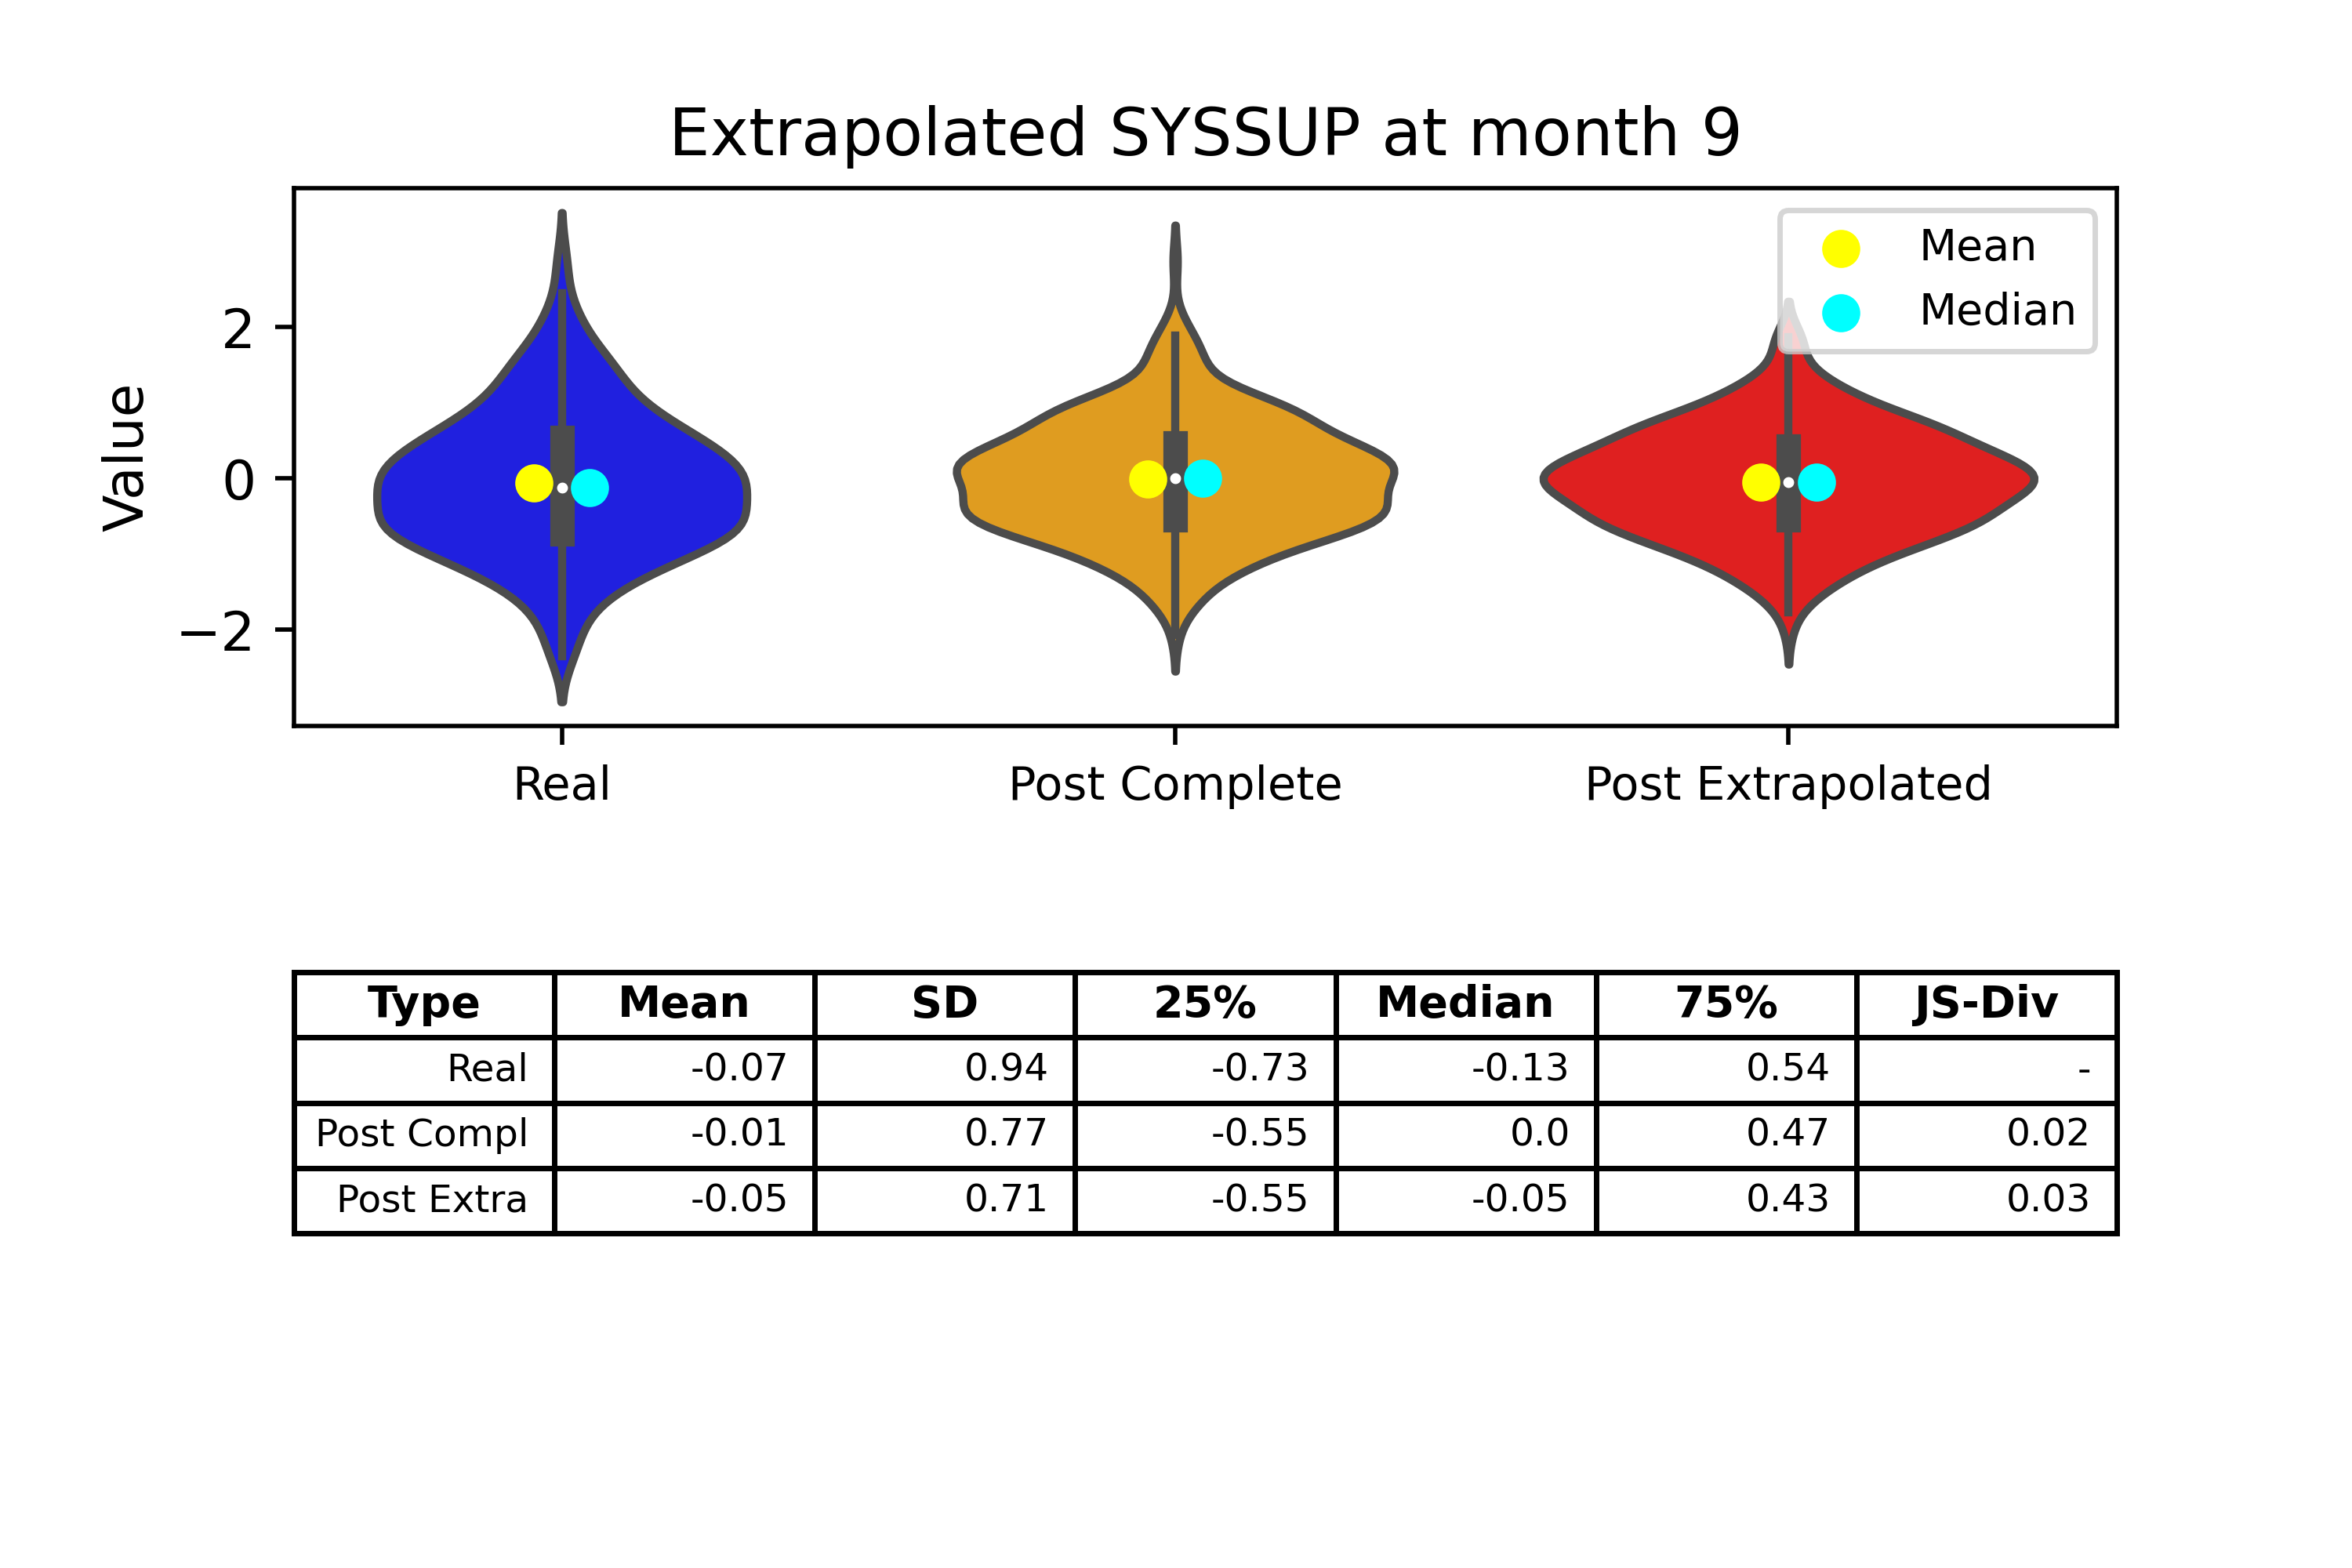 Extrapolated SYSSUP at month 9
Value
2
0
−2
Mean
Median
Real
Post Complete
Post Extrapolated
Type Mean SD 25% Median 75% JS-Div
Real -0.07 0.94 -0.73 -0.13 0.54 -
Post Compl -0.01 0.77 -0.55 0.0 0.47 0.02
Post Extra -0.05 0.71 -0.55 -0.05 0.43 0.03